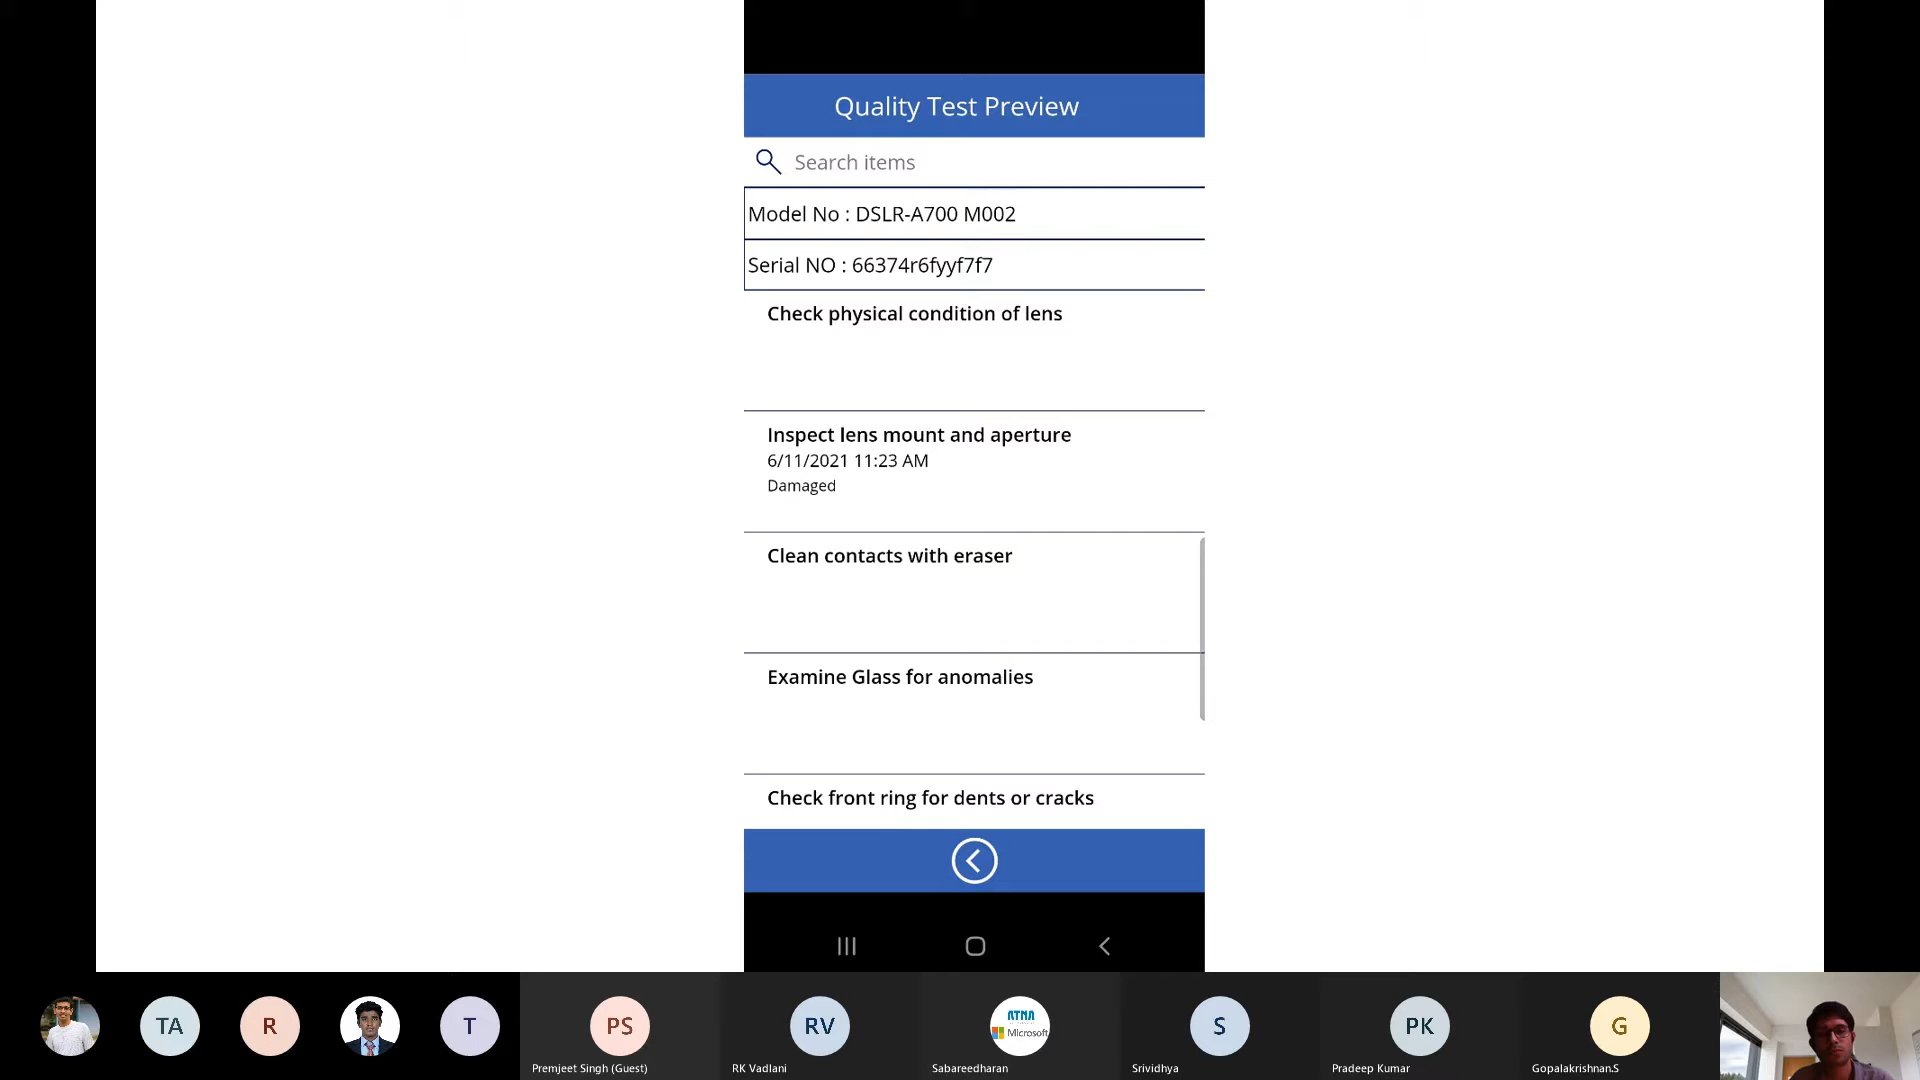 Quality Test Preview
Search items
Model No : DSLR-A700 M002
Serial NO : 66374r6fyyf7f7
Check physical condition of lens
Inspect lens mount and aperture
6/11/2021 11:23 AM
Damaged
Clean contacts with eraser
Examine Glass for anomalies
Check front ring for dents or cracks
TA
R
T
PS
RV
ATNA
Microsoft
S
PK
G
Premjeet Singh (Guest)
RK Vadlani
Sabareedharan
Srividhya
Pradeep Kumar
Gopalakrishnan.S